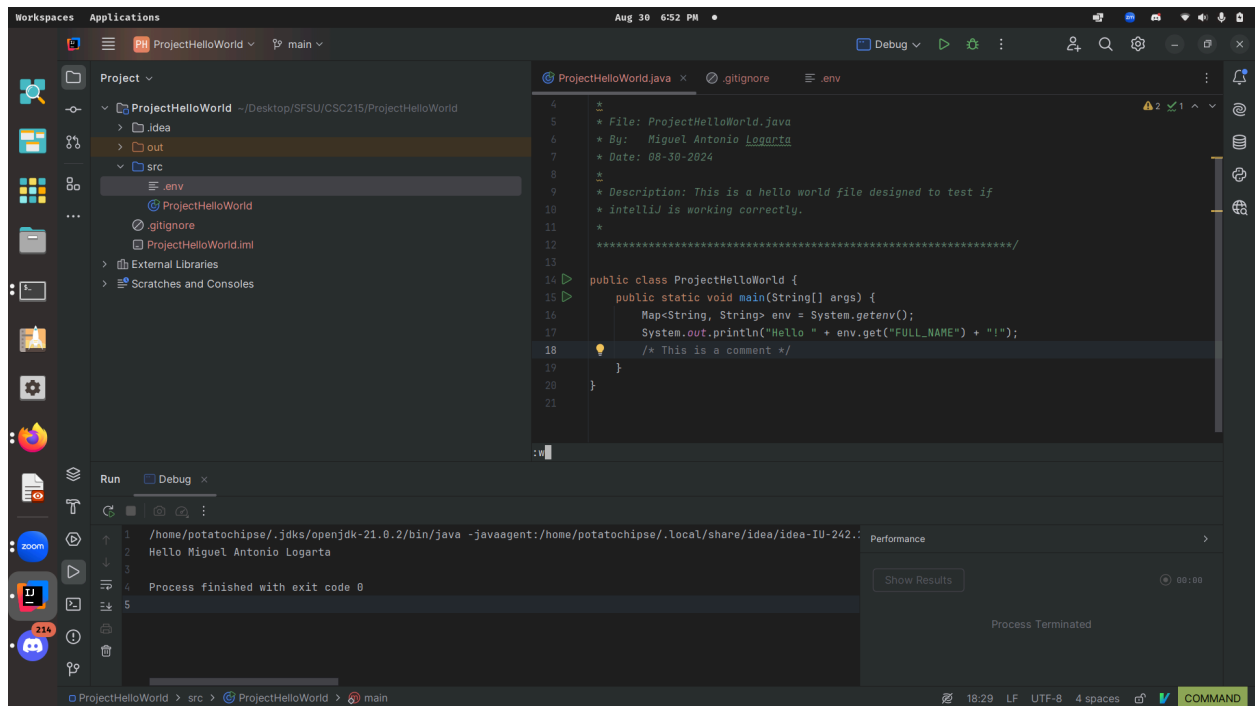 Workspaces Applications
Aug 30 6:52 PM
PH ProjectHelloWorld
main
Debug
Project
ProjectHelloWorld ~/Desktop/SFSU/CSC215/ProjectHelloWorld
.idea
out
src
.env
ProjectHelloWorld
.gitignore
ProjectHelloWorld.iml
External Libraries
Scratches and Consoles
ProjectHelloWorld.java
.gitignore
.env
2 1
4 *
5 * File: ProjectHelloWorld.java
6 * By: Miguel Antonio Logarta
7 * Date: 08-30-2024
8 *
9 * Description: This is a hello world file designed to test if
10 * intelliJ is working correctly.
11 *
12 ***************************************************************/
13
14 public class ProjectHelloWorld {
15 public static void main(String[] args) {
16 Map<String, String> env = System.getenv();
17 System.out.println("Hello " + env.get("FULL_NAME") + "!");
18 /* This is a comment */
19 }
20 }
21
:w
Run Debug
1 /home/potatochipse/.jdks/openjdk-21.0.2/bin/java -javaagent:/home/potatochipse/.local/share/idea/idea-IU-242.
2 Hello Miguel Antonio Logarta
3
4 Process finished with exit code 0
5
Performance
Show Results
00:00
Process Terminated
zoom
IJ
214
ProjectHelloWorld > src > ProjectHelloWorld > main
18:29 LF UTF-8 4 spaces
COMMAND